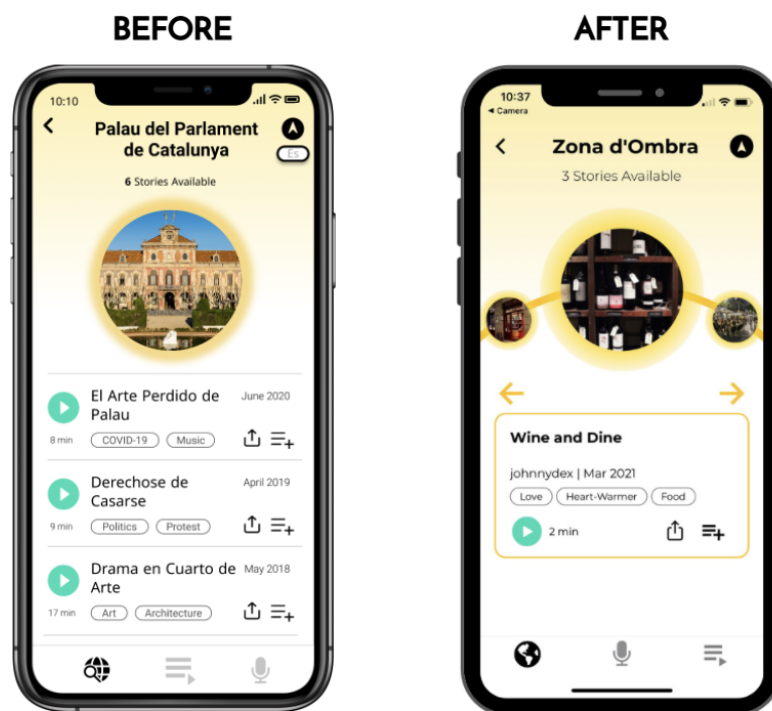 BEFORE
10:10
Palau del Parlament
de Catalunya
Es
6 Stories Available
El Arte Perdido de
Palau
June 2020
8 min
COVID-19
Music
Derechose de
Casarse
April 2019
9 min
Politics
Protest
Drama en Cuarto de
Arte
May 2018
17 min
Art
Architecture
AFTER
10:37
Camera
Zona d'Ombra
3 Stories Available
Wine and Dine
johnnydex | Mar 2021
Love
Heart-Warmer
Food
2 min